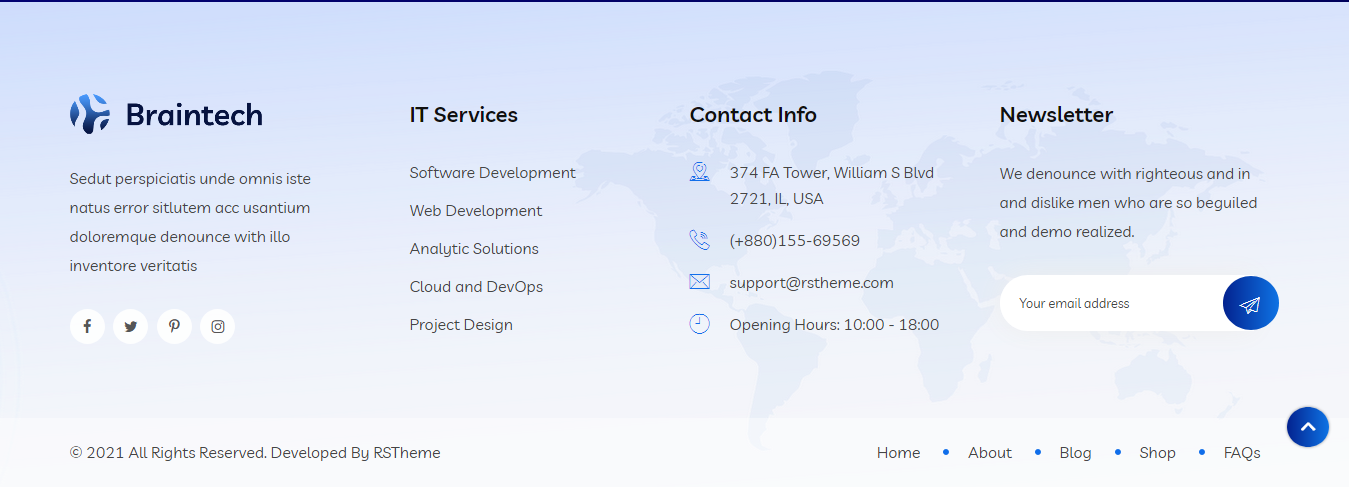 Braintech
Sedut perspiciatis unde omnis iste
natus error sitlutem acc usantium
doloremque denounce with illo
inventore veritatis
IT Services
Software Development
Web Development
Analytic Solutions
Cloud and DevOps
Project Design
Contact Info
374 FA Tower, William S Blvd
2721, IL, USA
(+880)155-69569
support@rstheme.com
Opening Hours: 10:00 - 18:00
Newsletter
We denounce with righteous and in
and dislike men who are so beguiled
and demo realized.
Your email address
© 2021 All Rights Reserved. Developed By RSTheme
Home • About • Blog • Shop • FAQs